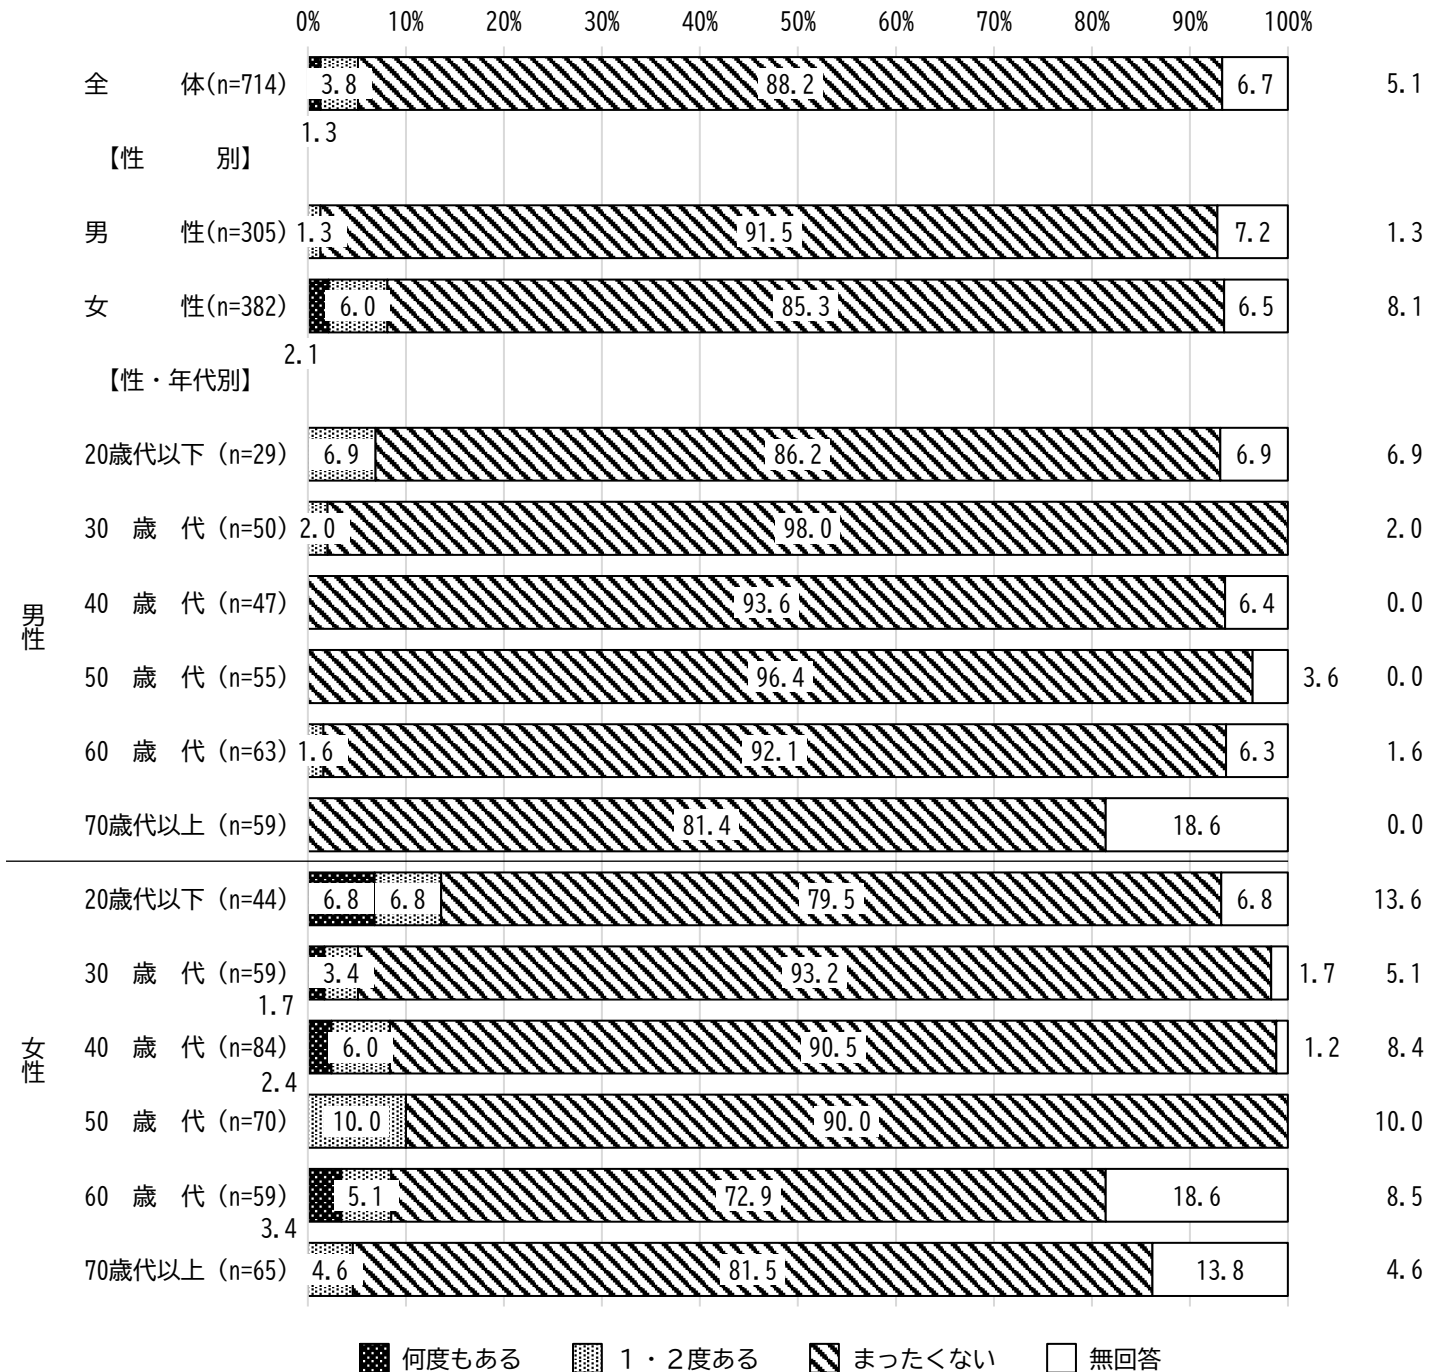 0% 10% 20% 30% 40% 50% 60% 70% 80% 90% 100%
全　　　体(n=714) 3.8 88.2 6.7 5.1
1.3
【性　　　別】
男　　　性(n=305) 1.3 91.5 7.2 1.3
女　　　性(n=382) 6.0 85.3 6.5 8.1
2.1
【性・年代別】
20歳代以下 (n=29) 6.9 86.2 6.9 6.9
30　歳　代 (n=50) 2.0 98.0 2.0
40　歳　代 (n=47) 93.6 6.4 0.0
男性
50　歳　代 (n=55) 96.4 3.6 0.0
60　歳　代 (n=63) 1.6 92.1 6.3 1.6
70歳代以上 (n=59) 81.4 18.6 0.0
20歳代以下 (n=44) 6.8 6.8 79.5 6.8 13.6
30　歳　代 (n=59) 3.4 93.2 1.7 5.1
1.7
女性
40　歳　代 (n=84) 6.0 90.5 1.2 8.4
2.4
50　歳　代 (n=70) 10.0 90.0 10.0
60　歳　代 (n=59) 5.1 72.9 18.6 8.5
3.4
70歳代以上 (n=65) 4.6 81.5 13.8 4.6
何度もある １・２度ある まったくない 無回答